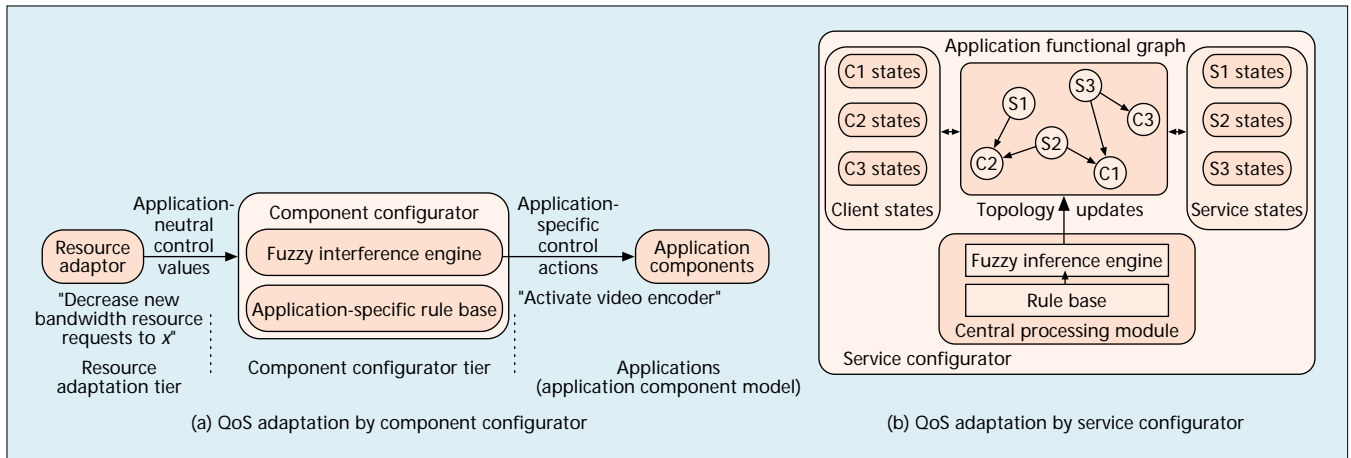 Application-
neutral
control
values
Resource
adaptor
"Decrease new
bandwidth resource
requests to x"
Resource
adaptation tier
Component configurator
Fuzzy interference engine
Application-specific rule base
Component configurator tier
Application-
specific
control
actions
Application
components
"Activate video encoder"
Applications
(application component model)
(a) QoS adaptation by component configurator
Application functional graph
C1 states
C2 states
C3 states
Client states
S1
S3
C3
S2
C2
C1
S1 states
S2 states
S3 states
Service states
Topology updates
Fuzzy inference engine
Rule base
Central processing module
Service configurator
(b) QoS adaptation by service configurator